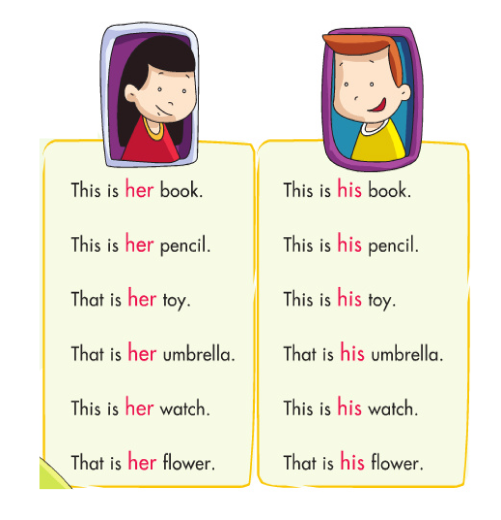 This is her book.
This is her pencil.
That is her toy.
That is her umbrella.
This is her watch.
That is her flower.
This is his book.
This is his pencil.
This is his toy.
That is his umbrella.
This is his watch.
That is his flower.